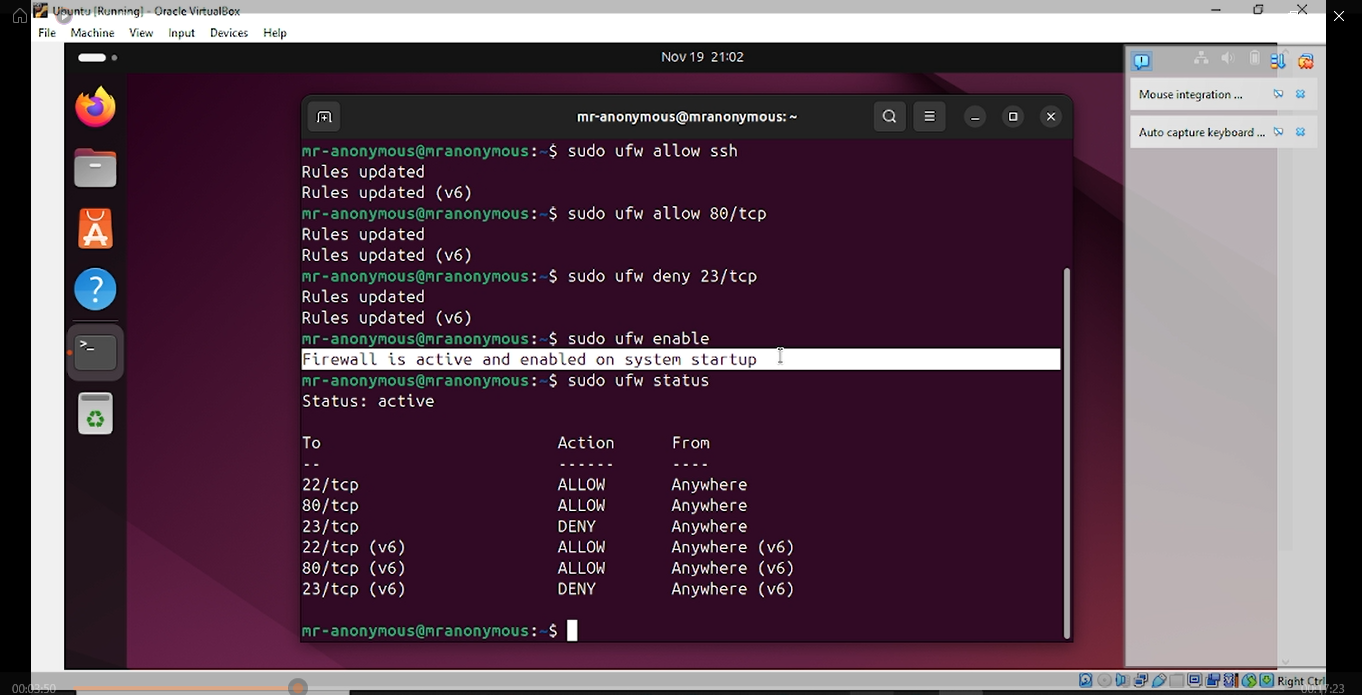 Ubuntu [Running] - Oracle VirtualBox
File Machine View Input Devices Help
Nov 19 21:02
Mouse integration ...
Auto capture keyboard ...
mr-anonymous@mranonymous: ~
mr-anonymous@mranonymous:~$ sudo ufw allow ssh
Rules updated
Rules updated (v6)
mr-anonymous@mranonymous:~$ sudo ufw allow 80/tcp
Rules updated
Rules updated (v6)
mr-anonymous@mranonymous:~$ sudo ufw deny 23/tcp
Rules updated
Rules updated (v6)
mr-anonymous@mranonymous:~$ sudo ufw enable
Firewall is active and enabled on system startup
mr-anonymous@mranonymous:~$ sudo ufw status
Status: active
To Action From
-- ------ ----
22/tcp ALLOW Anywhere
80/tcp ALLOW Anywhere
23/tcp DENY Anywhere
22/tcp (v6) ALLOW Anywhere (v6)
80/tcp (v6) ALLOW Anywhere (v6)
23/tcp (v6) DENY Anywhere (v6)
mr-anonymous@mranonymous:~$
Right Ctrl
00:03:50